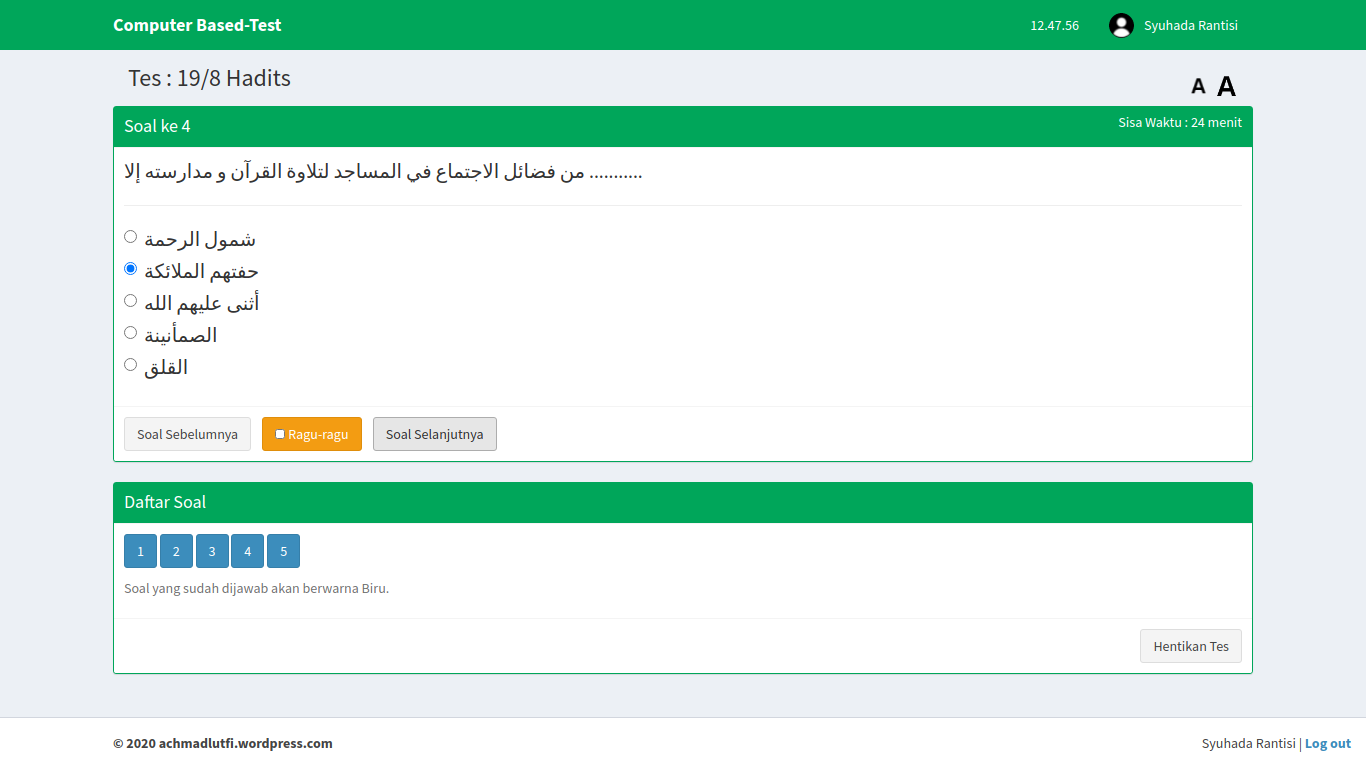 Computer Based-Test
12.47.56
Syuhada Rantisi
Tes : 19/8 Hadits
A A
Soal ke 4
Sisa Waktu : 24 menit
من فضائل الاجتماع في المساجد لتلاوة القرآن و مدارسته إلا ...........
شمول الرحمة
حفتهم الملائكة
أثنى عليهم الله
الصمأنينة
القلق
Soal Sebelumnya
Ragu-ragu
Soal Selanjutnya
Daftar Soal
1 2 3 4 5
Soal yang sudah dijawab akan berwarna Biru.
Hentikan Tes
© 2020 achmadlutfi.wordpress.com
Syuhada Rantisi | Log out